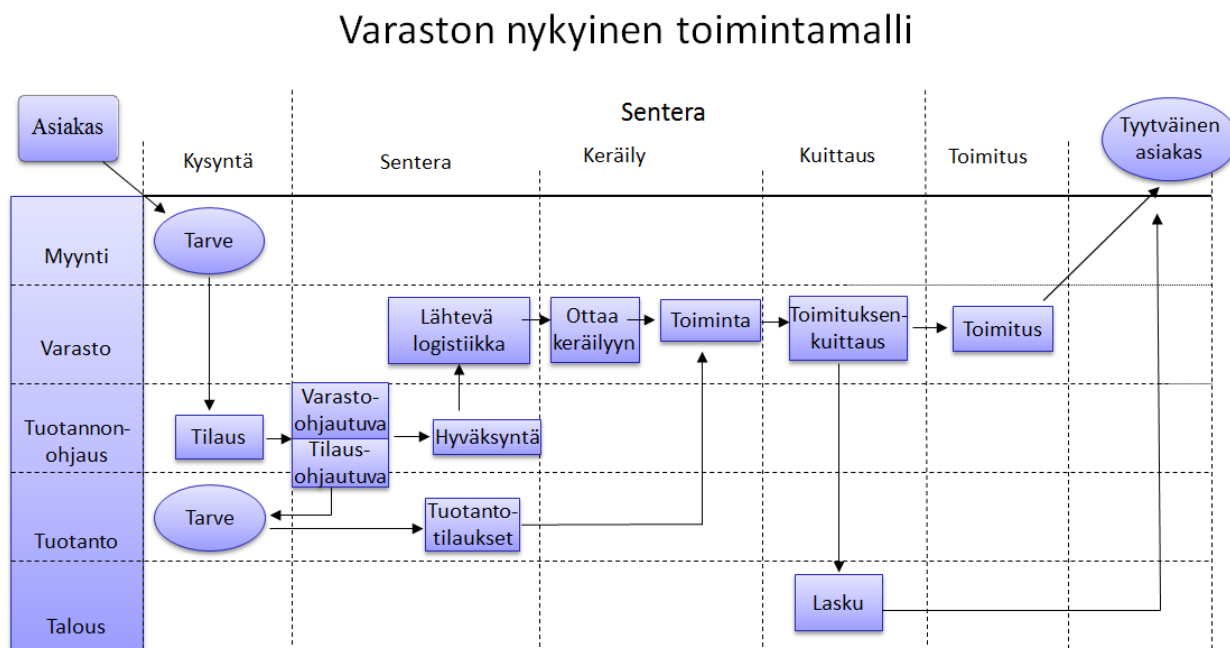 Varaston nykyinen toimintamalli
Asiakas
Sentera
Tyytväinen
asiakas
Kysyntä
Sentera
Keräily
Kuittaus
Toimitus
Myynti
Tarve
Varasto
Lähtevä
logistiikka
Ottaa
keräilyyn
Toiminta
Toimituksen-
kuittaus
Toimitus
Tuotannon-
ohjaus
Tilaus
Varasto-
ohjautuva
Tilaus-
ohjautuva
Hyväksyntä
Tuotanto
Tarve
Tuotanto-
tilaukset
Talous
Lasku